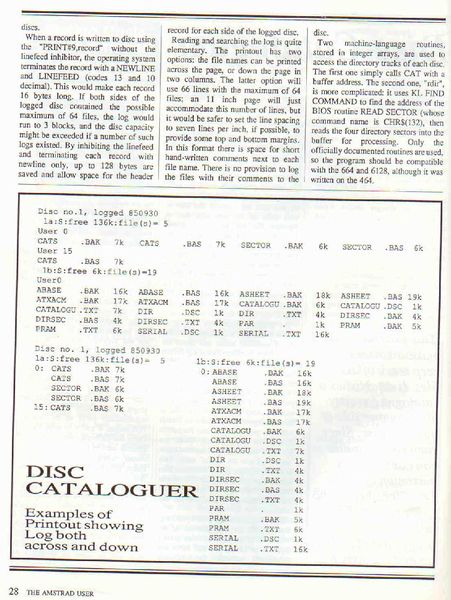 discs.
When a record is written to disc using
the "PRINT#9,record" without the
linefeed inhibitor, the operating system
terminates the record with a NEWLINE
and LINEFEED (codes 13 and 10
decimal). This would make each record
16 bytes long. If both sides of the
logged disc contained the possible
maximum of 64 files, the log would
run to 3 blocks, and the disc capacity
might be exceeded if a number of such
logs existed. By inhibiting the linefeed
and terminating each record with
newline only, up to 128 bytes are
saved and allow space for the header
record for each side of the logged disc.
Reading and searching the log is quite
elementary. The printout has two
options: the file names can be printed
across the page, or down the page in
two columns. The latter option will
use 66 lines with the maximum of 64
files; an 11 inch page will just
accommodate this number of lines, but
it would be safer to set the line spacing
to seven lines per inch, if possible, to
provide some top and bottom margins.
In this format there is space for short
hand-written comments next to each
file name. There is no provision to log
the files with their comments to the
disc.
Two machine-language routines,
stored in integer arrays, are used to
access the directory tracks of each disc.
The first one simply calls CAT with a
buffer address. The second one, "rdir",
is more complicated: it uses KL FIND
COMMAND to find the address of the
BIOS routine READ SECTOR (whose
command name is CHR$(132), then
reads the four directory sectors into the
buffer for processing. Only the
officially documented routines are used,
so the program should be compatible
with the 664 and 6128, although it was
written on the 464.
Disc no.1, logged 850930
1a:S:free 136k:file(s)= 5
User 0
CATS .BAK 7k CATS .BAS 7k SECTOR .BAK 6k SECTOR .BAS 6k
User 15
CATS .BAS 7k
1b:S:free 6k:file(s)=19
User0
ABASE .BAK 16k ABASE .BAS 16k ASHEET .BAK 18k ASHEET .BAS 19k
ATXACM .BAK 17k ATXACM .BAS 17k CATALOGU .BAK 6k CATALOGU .DSC 1k
CATALOGU .TXT 7k DIR .DSC 1k DIR .TXT 4k DIRSEC .BAK 4k
DIRSEC .BAS 4k DIRSEC .TXT 4k PAR . 1k PRAM .BAK 5k
PRAM .TXT 6k SERIAL .DSC 1k SERIAL .TXT 16k
Disc no. 1, logged 850930
1a:S:free 136k:file(s)= 5
0: CATS .BAK 7k
CATS .BAS 7k
SECTOR .BAK 6k
SECTOR .BAS 6k
15: CATS .BAS 7k
1b:S:free 6k:file(s)= 19
0: ABASE .BAK 16k
ABASE .BAS 16k
ASHEET .BAK 18k
ASHEET .BAS 19k
ATXACM .BAK 17k
ATXACM .BAS 17k
CATALOGU .BAK 6k
CATALOGU .DSC 1k
CATALOGU .TXT 7k
DIR .DSC 1k
DIR .TXT 4k
DIRSEC .BAK 4k
DIRSEC .BAS 4k
DIRSEC .TXT 4k
PAR . 1k
PRAM .BAK 5k
PRAM .TXT 6k
SERIAL .DSC 1k
SERIAL .TXT 16k
DISC
CATALOGUER
Examples of
Printout showing
Log both
across and down
28 THE AMSTRAD USER